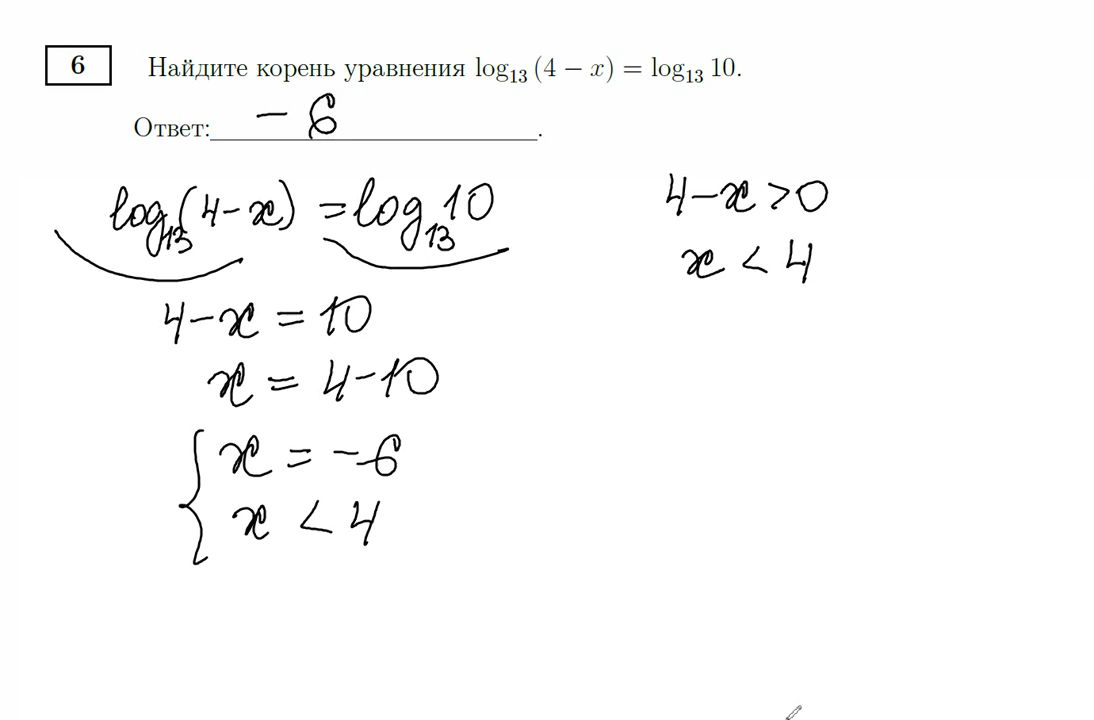 6 Найдите корень уравнения log₁₃ (4 − x) = log₁₃ 10.
Ответ: − 6.
log₁₃(4−x) = log₁₃10
4−x = 10
x = 4−10
{ x = −6
x < 4
4−x > 0
x < 4